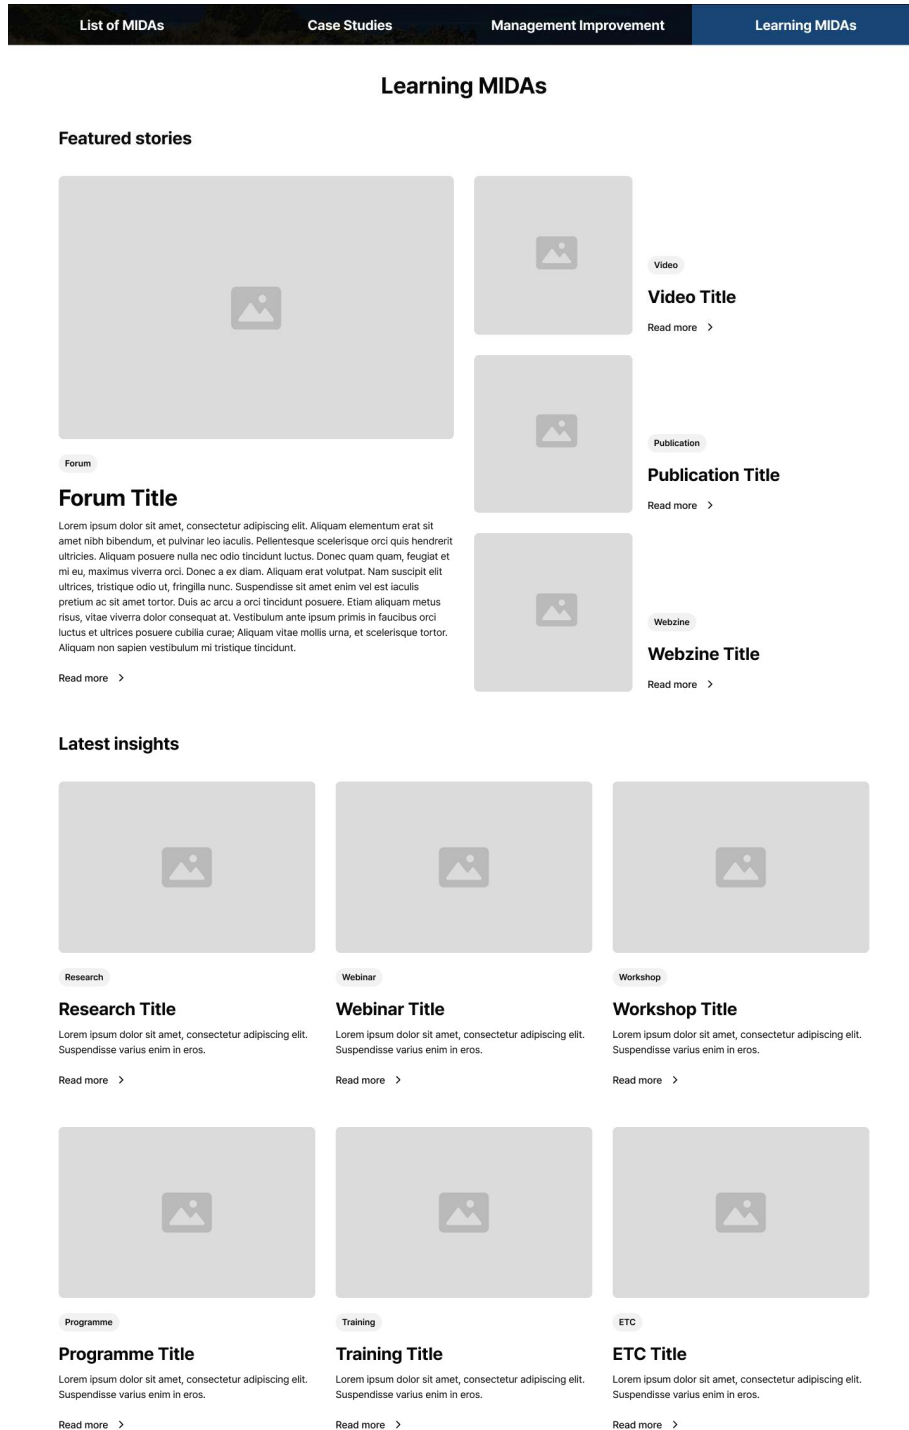 List of MIDAs
Case Studies
Management Improvement
Learning MIDAs
Learning MIDAs
Featured stories
Forum
Forum Title
Lorem ipsum dolor sit amet, consectetur adipiscing elit. Aliquam elementum erat sit
amet nibh bibendum, et pulvinar leo iaculis. Pellentesque scelerisque orci quis hendrerit
ultricies. Aliquam posuere nulla nec odio tincidunt luctus. Donec quam quam, feugiat et
mi eu, maximus viverra orci. Donec a ex diam. Aliquam erat volutpat. Nam suscipit elit
ultrices, tristique odio ut, fringilla nunc. Suspendisse sit amet enim vel est iaculis
pretium ac sit amet tortor. Duis ac arcu a orci tincidunt posuere. Etiam aliquam metus
risus, vitae viverra dolor consequat at. Vestibulum ante ipsum primis in faucibus orci
luctus et ultrices posuere cubilia curae; Aliquam vitae mollis urna, et scelerisque tortor.
Aliquam non sapien vestibulum mi tristique tincidunt.
Read more
Video
Video Title
Read more
Publication
Publication Title
Read more
Webzine
Webzine Title
Read more
Latest insights
Research
Research Title
Lorem ipsum dolor sit amet, consectetur adipiscing elit.
Suspendisse varius enim in eros.
Read more
Webinar
Webinar Title
Lorem ipsum dolor sit amet, consectetur adipiscing elit.
Suspendisse varius enim in eros.
Read more
Workshop
Workshop Title
Lorem ipsum dolor sit amet, consectetur adipiscing elit.
Suspendisse varius enim in eros.
Read more
Programme
Programme Title
Lorem ipsum dolor sit amet, consectetur adipiscing elit.
Suspendisse varius enim in eros.
Read more
Training
Training Title
Lorem ipsum dolor sit amet, consectetur adipiscing elit.
Suspendisse varius enim in eros.
Read more
ETC
ETC Title
Lorem ipsum dolor sit amet, consectetur adipiscing elit.
Suspendisse varius enim in eros.
Read more